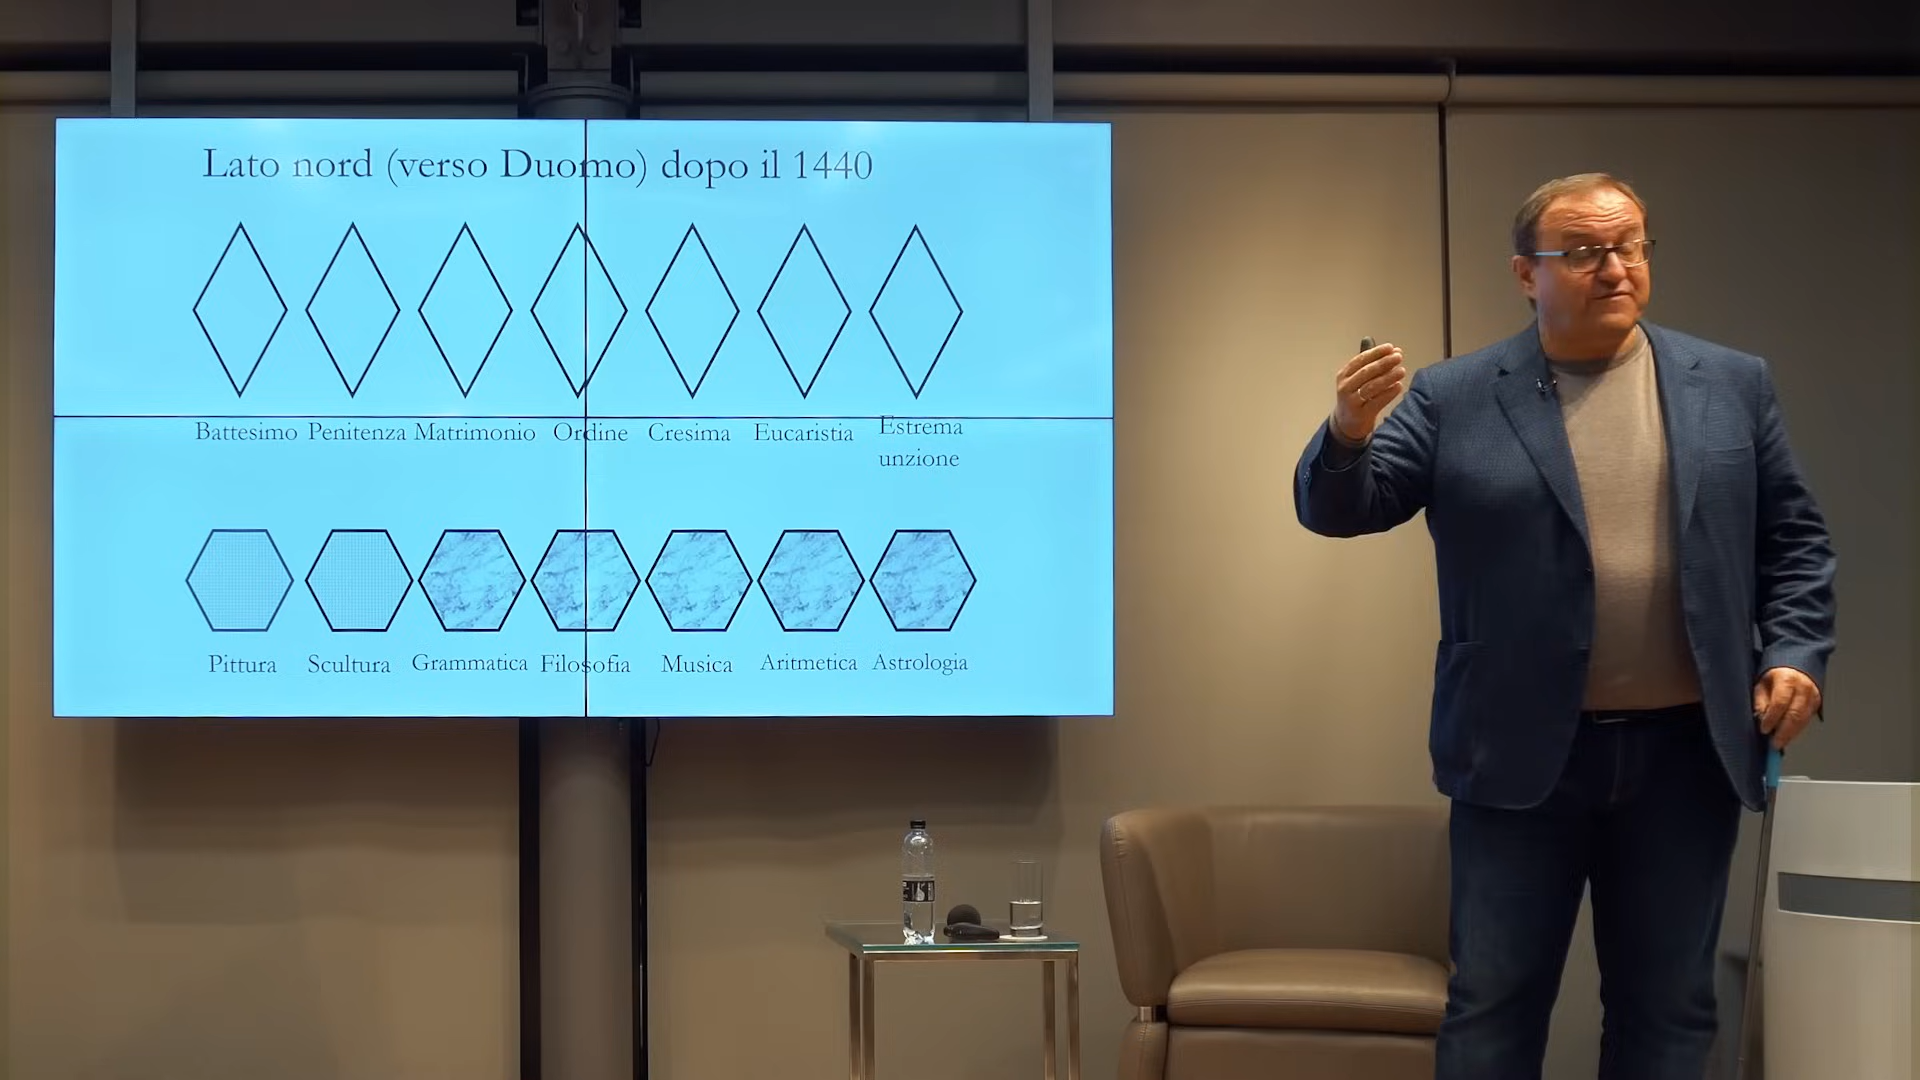 Lato nord (verso Duomo) dopo il 1440
Battesimo Penitenza Matrimonio Ordine Cresima Eucaristia Estrema unzione
Pittura Scultura Grammatica Filosofia Musica Aritmetica Astrologia